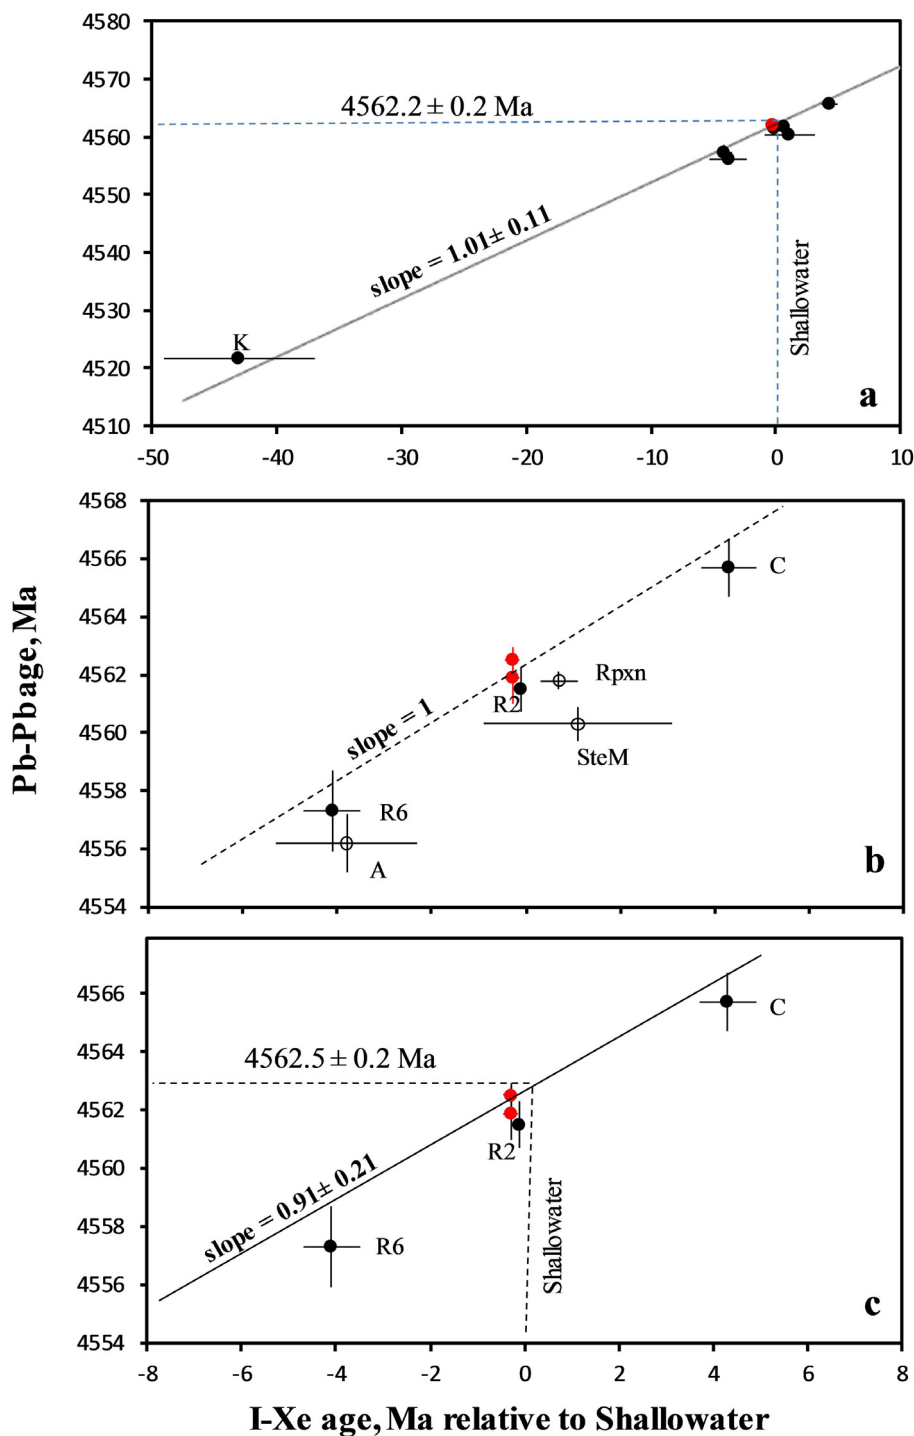 4580
4570
4562.2 ± 0.2 Ma
4560
4550
slope = 1.01± 0.11
4540
Shallowater
4530
K
4520
a
4510
-50 -40 -30 -20 -10 0 10
Pb-Pbage, Ma
4568
4566
C
4564
Rpxn
4562
R2
slope = 1
4560
SteM
4558
R6
4556
A
b
4554
4566
C
4564
4562.5 ± 0.2 Ma
4562
R2
4560
slope = 0.91± 0.21
Shallowater
4558
R6
4556
c
4554
-8 -6 -4 -2 0 2 4 6 8
I-Xe age, Ma relative to Shallowater